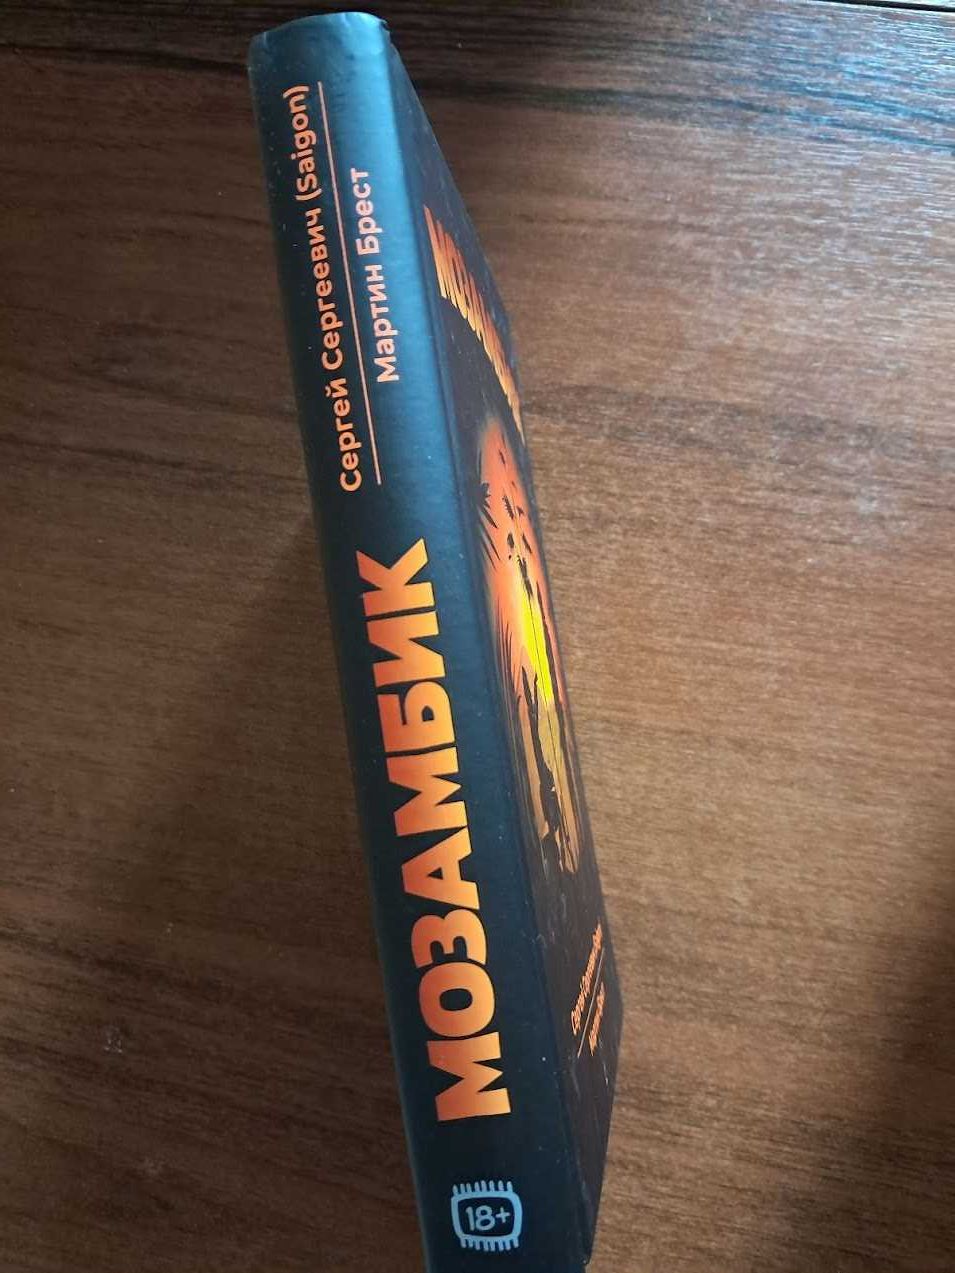 Сергей Сергеевич (Saigon)
Мартин Брест
МОЗАМБИК
18+